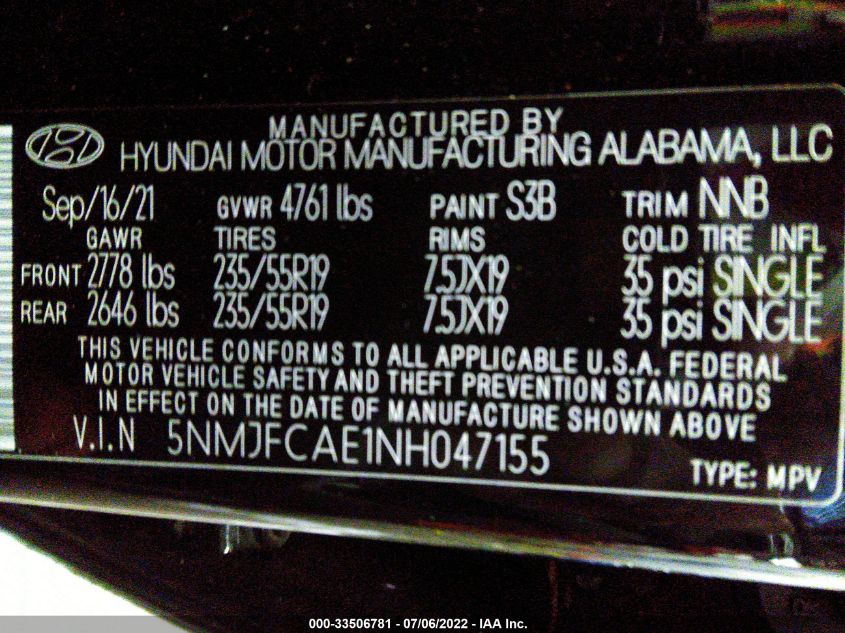 MANUFACTURED BY
HYUNDAI MOTOR MANUFACTURING ALABAMA, LLC
Sep/16/21 GVWR 4761 lbs PAINT S3B TRIM NNB
GAWR TIRES RIMS COLD TIRE INFL
FRONT 2778 lbs 235/55R19 7.5JX19 35 psi SINGLE
REAR 2646 lbs 235/55R19 7.5JX19 35 psi SINGLE
THIS VEHICLE CONFORMS TO ALL APPLICABLE U.S.A. FEDERAL
MOTOR VEHICLE SAFETY AND THEFT PREVENTION STANDARDS
IN EFFECT ON THE DATE OF MANUFACTURE SHOWN ABOVE
V.I.N 5NMJFCAE1NH047155
TYPE: MPV
000-33506781 - 07/06/2022 - IAA Inc.